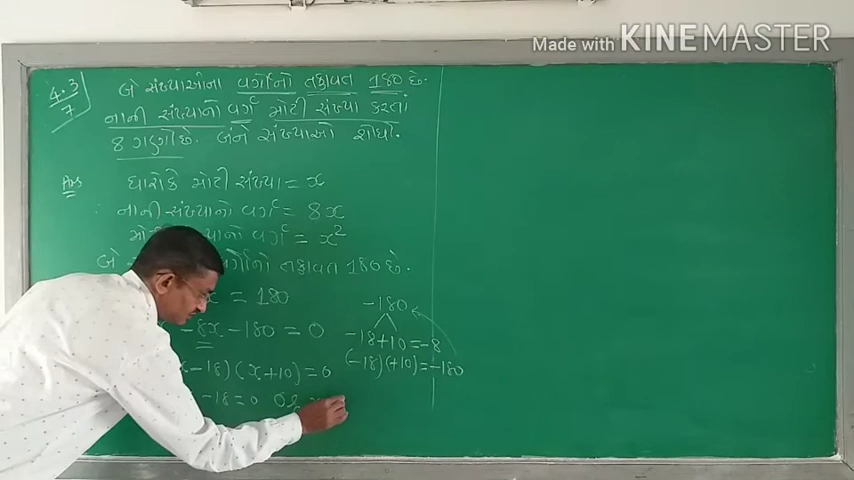 Made with KINEMASTER
4.3
7
બે સંખ્યાઓના વર્ગોનો તફાવત 180 છે.
નાની સંખ્યાનો વર્ગ મોટી સંખ્યા કરતાં
8 ગણો છે. બંને સંખ્યાઓ શોધો.
Ans ધારોકે મોટી સંખ્યા = x
∴ નાની સંખ્યાનો વર્ગ = 8x
મોટી વર્ગ = x²
બે વર્ગોનો તફાવત 180 છે.
x = 180
- 8x - 180 = 0
-18) (x+10) = 0
-18 = 0 Or
-180
-18+10 = -8
(-18) (+10) = -180